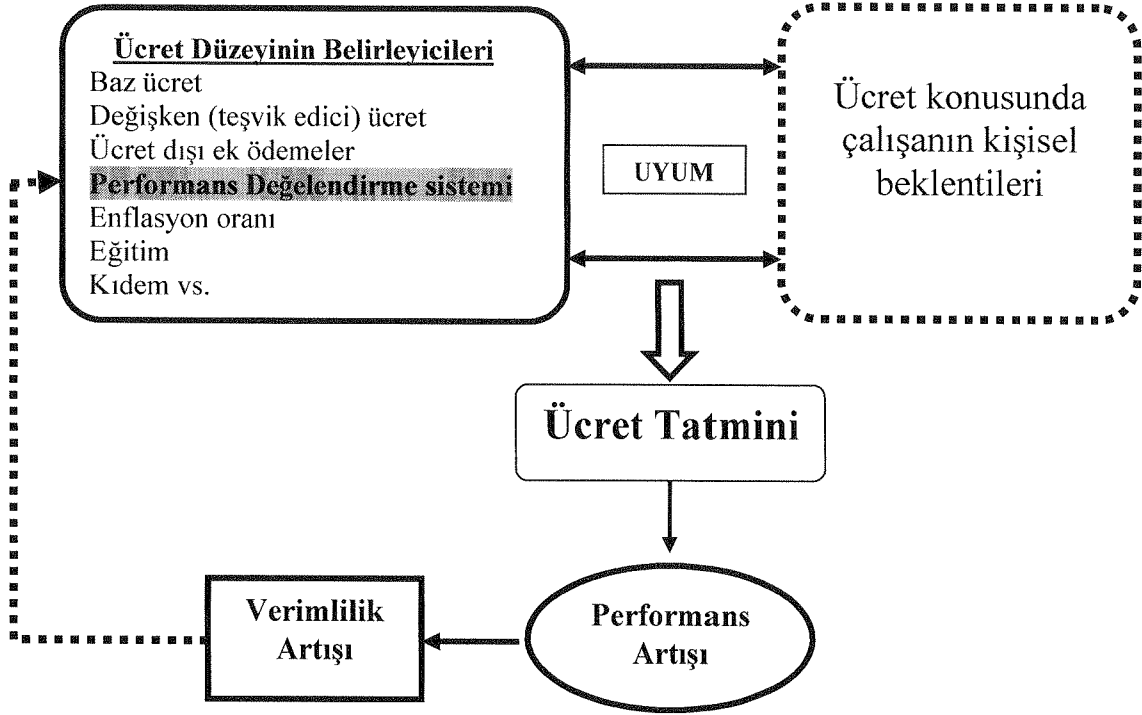 Ücret Düzeyinin Belirleyicileri
Baz ücret
Değişken (teşvik edici) ücret
Ücret dışı ek ödemeler
Performans Değelendirme sistemi
Enflasyon oranı
Eğitim
Kıdem vs.
UYUM
Ücret konusunda
çalışanın kişisel
beklentileri
Ücret Tatmini
Performans
Artışı
Verimlilik
Artışı